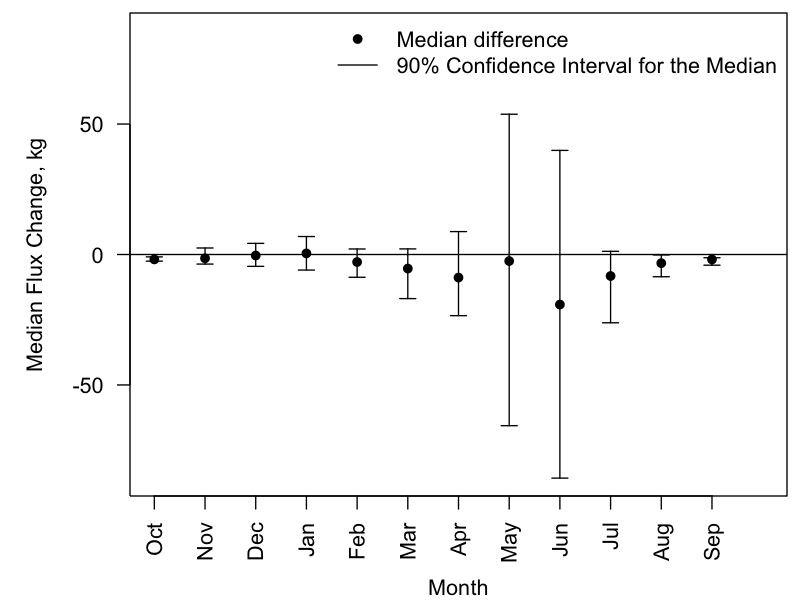 Median difference
90% Confidence Interval for the Median
Median Flux Change, kg
50
0
-50
Oct
Nov
Dec
Jan
Feb
Mar
Apr
May
Jun
Jul
Aug
Sep
Month